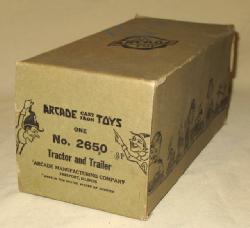 ARCADE CAST IRON TOYS
ONE
No. 2650
Tractor and Trailer
ARCADE MANUFACTURING COMPANY
FREEPORT, ILLINOIS